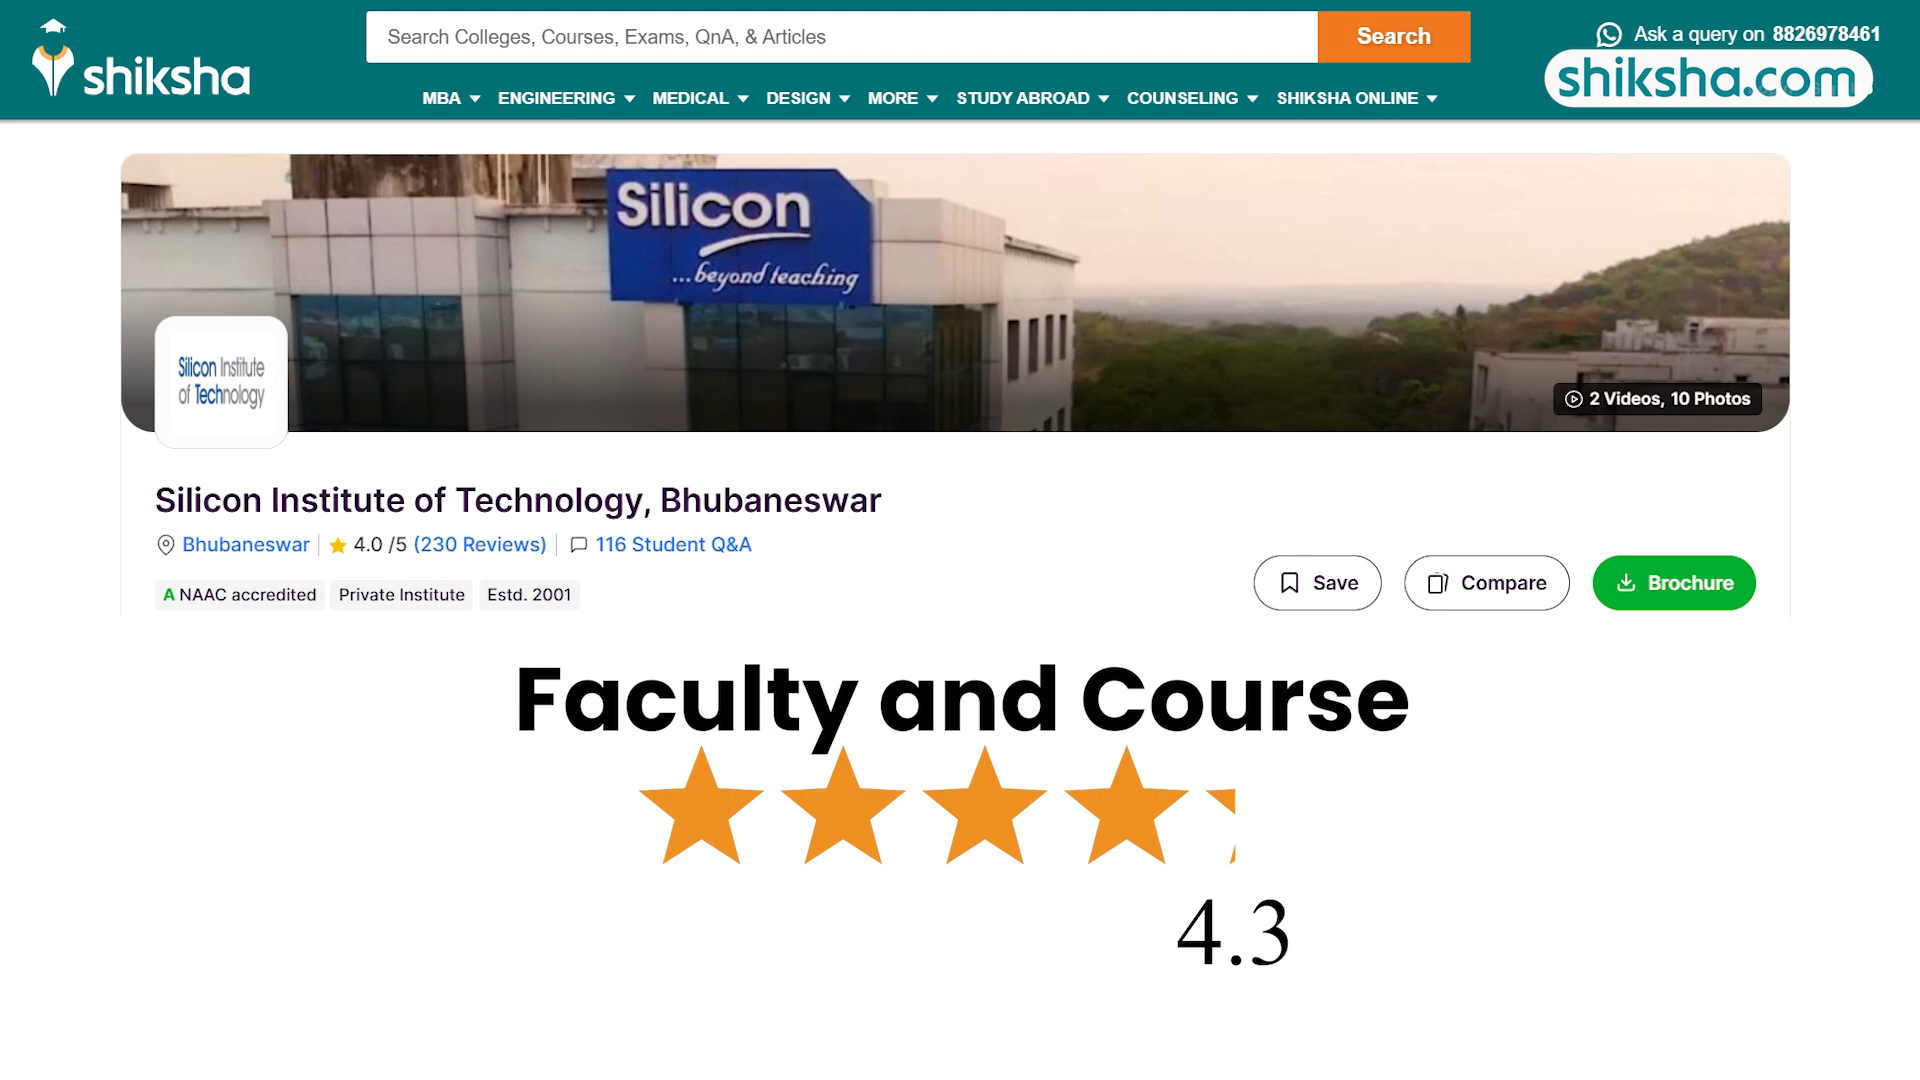 shiksha
Search Colleges, Courses, Exams, QnA, & Articles
Search
Ask a query on 8826978461
shiksha.com
MBA ENGINEERING MEDICAL DESIGN MORE STUDY ABROAD COUNSELING SHIKSHA ONLINE
Silicon
...beyond teaching
Silicon Institute
of Technology
2 Videos, 10 Photos
Silicon Institute of Technology, Bhubaneswar
Bhubaneswar 4.0 /5 (230 Reviews) 116 Student Q&A
A NAAC accredited Private Institute Estd. 2001
Save Compare Brochure
Faculty and Course
4.3